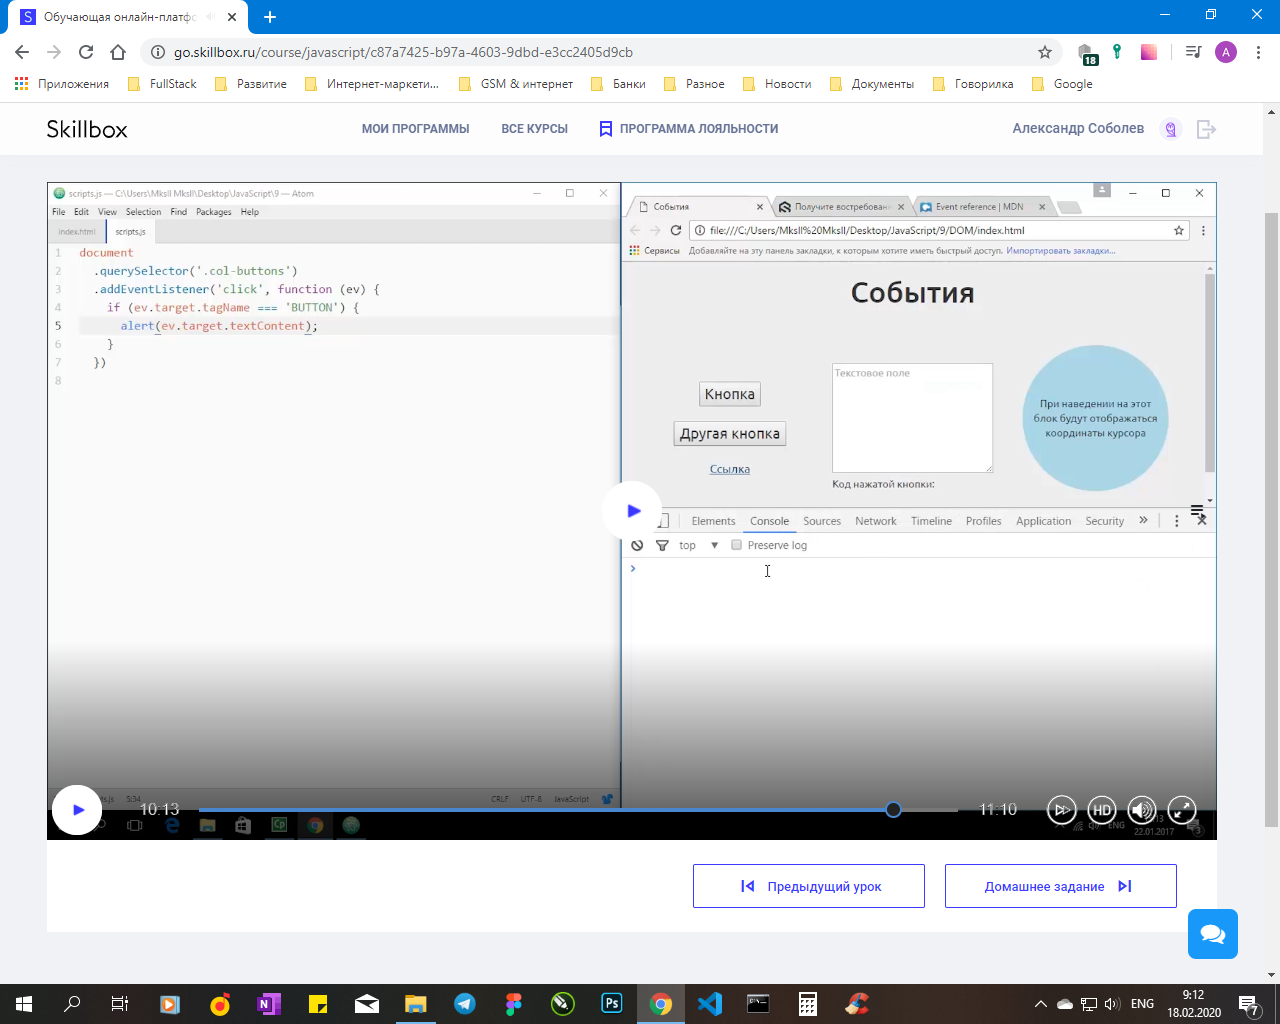 Обучающая онлайн-платфо
go.skillbox.ru/course/javascript/c87a7425-b97a-4603-9dbd-e3cc2405d9cb
18
A
Приложения
FullStack
Развитие
Интернет-маркети...
GSM & интернет
Банки
Разное
Новости
Документы
Говорилка
Google
Skillbox
МОИ ПРОГРАММЫ
ВСЕ КУРСЫ
ПРОГРАММА ЛОЯЛЬНОСТИ
Александр Соболев
scripts.js — C:\Users\Mksll Mksll\Desktop\JavaScript\9 — Atom
File Edit View Selection Find Packages Help
index.html
scripts.js
1 document
2 .querySelector('.col-buttons')
3 .addEventListener('click', function (ev) {
4 if (ev.target.tagName === 'BUTTON') {
5 alert(ev.target.textContent);
6 }
7 })
8
События
Получите востребован
Event reference | MDN
file:///C:/Users/Mksll%20Mksll/Desktop/JavaScript/9/DOM/index.html
Сервисы
Добавляйте на эту панель закладки, к которым хотите иметь быстрый доступ. Импортировать закладки...
События
Кнопка
Другая кнопка
Ссылка
Текстовое поле
Код нажатой кнопки:
При наведении на этот
блок будут отображаться
координаты курсора
Elements Console Sources Network Timeline Profiles Application Security
top
Preserve log
5:34
CRLF UTF-8 JavaScript
10:13
11:10
HD
ENG
22.01.2017
Предыдущий урок
Домашнее задание
Ps
ENG
9:12
18.02.2020
7